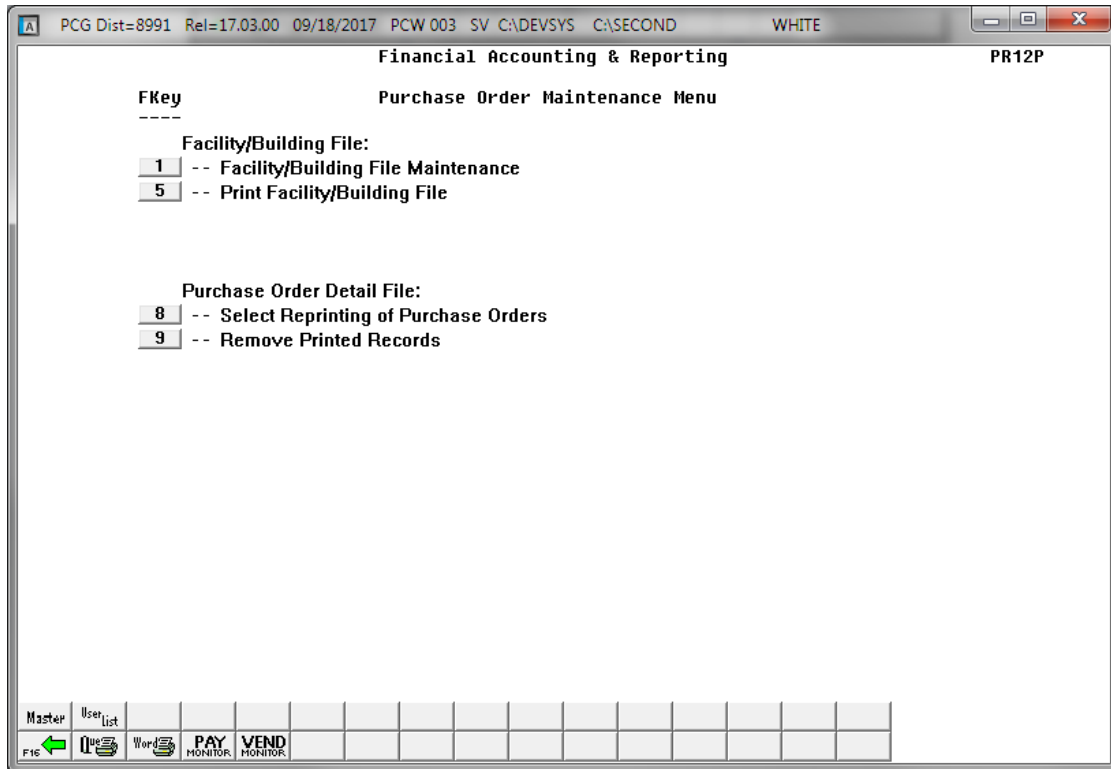 A PCG Dist=8991 Rel=17.03.00 09/18/2017 PCW 003 SV C:\DEVSYS C:\SECOND WHITE
Financial Accounting & Reporting PR12P
FKey Purchase Order Maintenance Menu
----
Facility/Building File:
1 -- Facility/Building File Maintenance
5 -- Print Facility/Building File
Purchase Order Detail File:
8 -- Select Reprinting of Purchase Orders
9 -- Remove Printed Records
Master User List
F16 Que Word PAY MONITOR VEND MONITOR